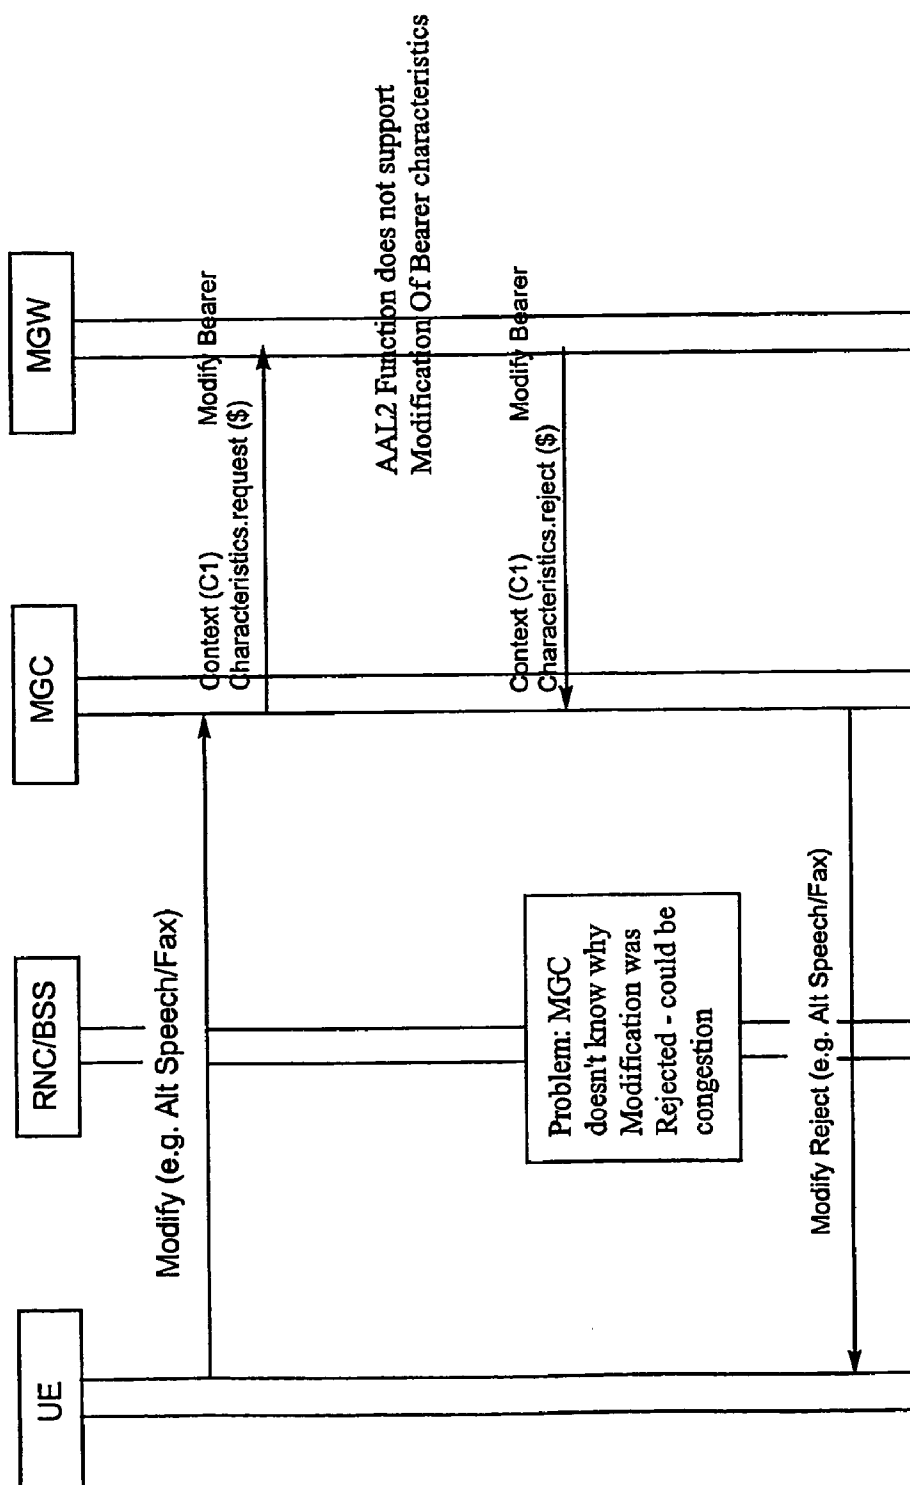 UE
RNC/BSS
MGC
MGW
Modify (e.g. Alt Speech/Fax)
Context (C1) Modify Bearer
Characteristics.request ($)
AAL2 Function does not support
Modification Of Bearer characteristics
Context (C1) Modify Bearer
Characteristics.reject ($)
Problem: MGC
doesn't know why
Modification was
Rejected - could be
congestion
Modify Reject (e.g. Alt Speech/Fax)